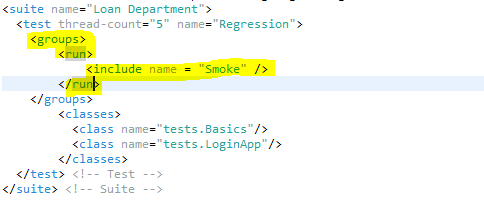 <suite name="Loan Department">
<test thread-count="5" name="Regression">
<groups>
<run>
<include name = "Smoke" />
</run>
</groups>
<classes>
<class name="tests.Basics"/>
<class name="tests.LoginApp"/>
</classes>
</test> <!-- Test -->
</suite> <!-- Suite -->